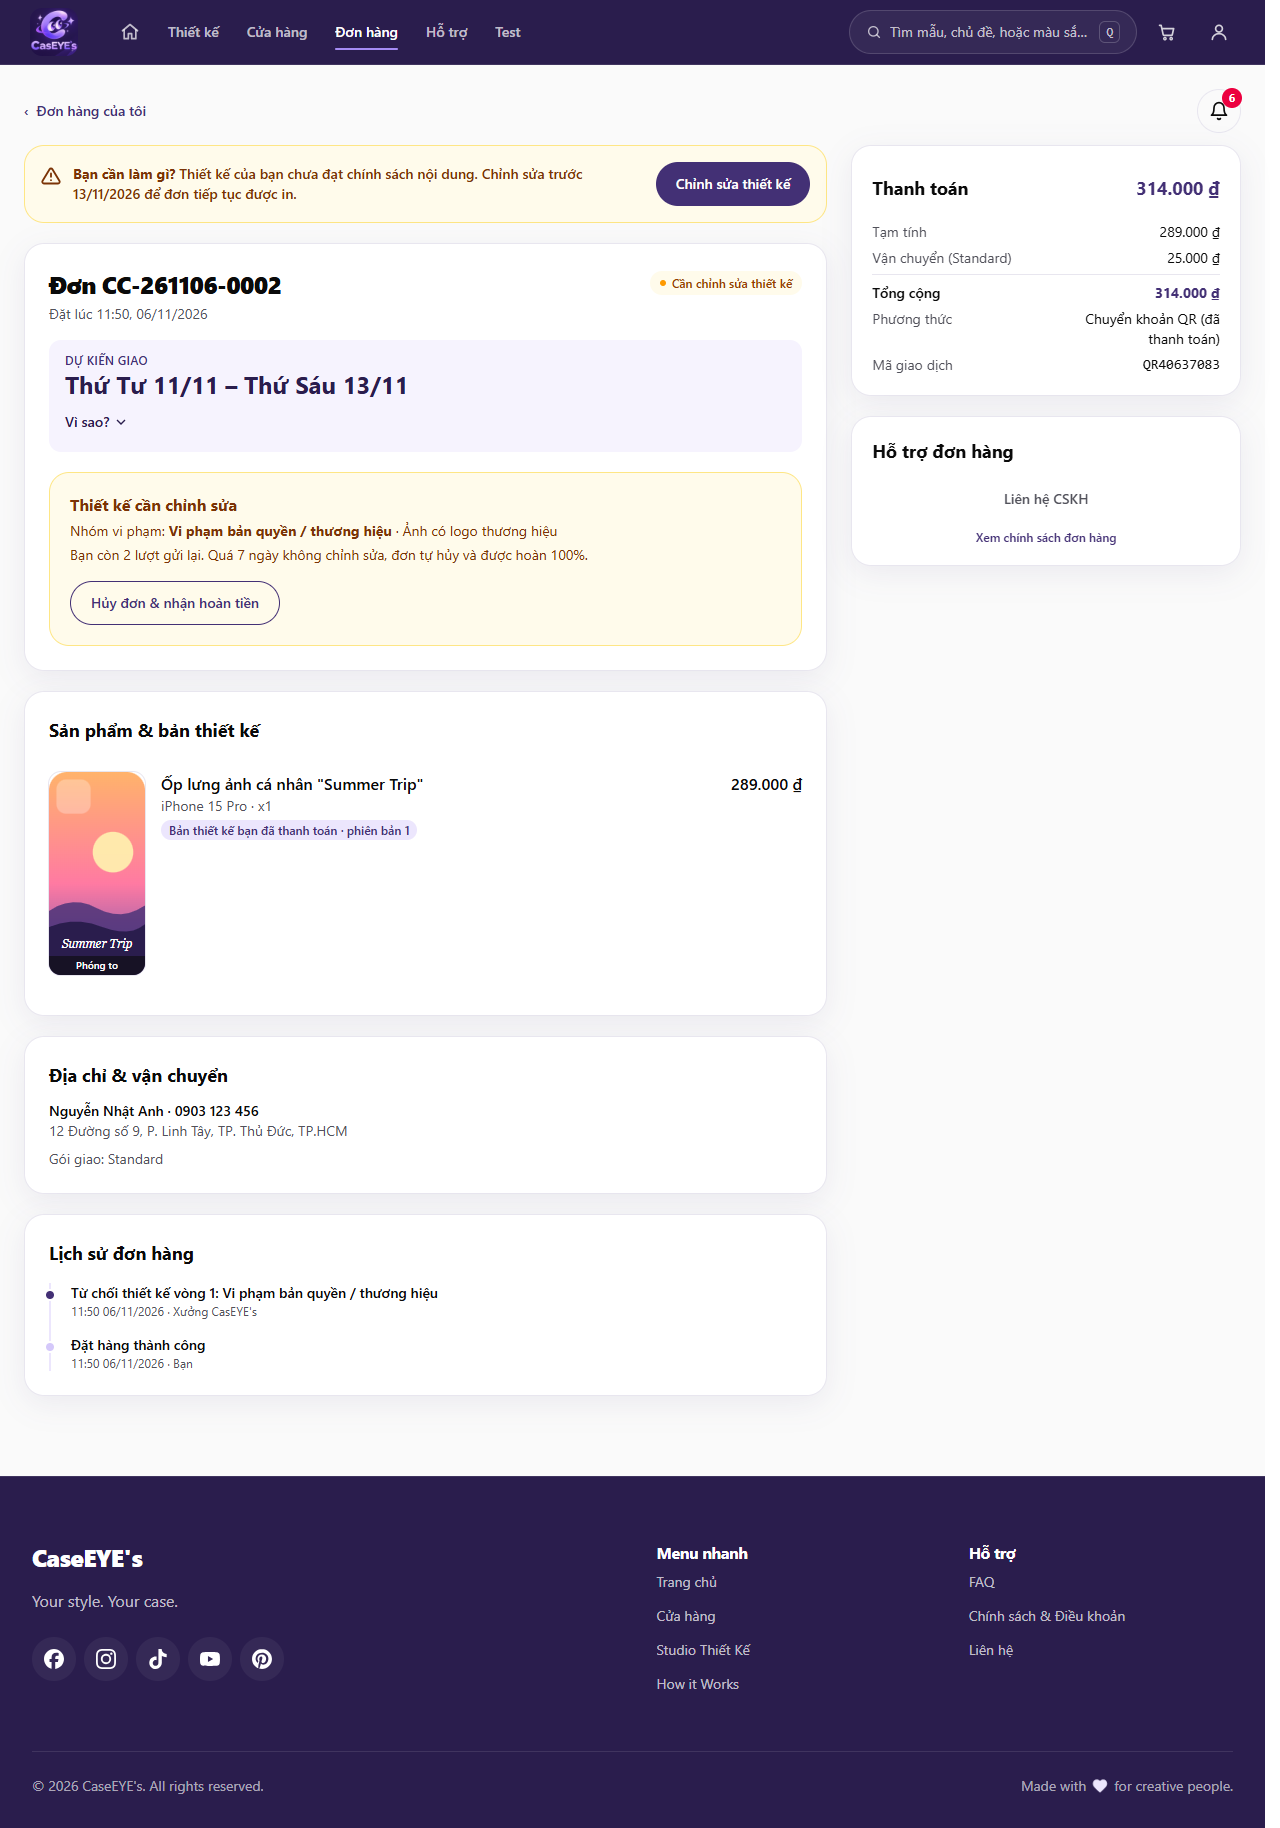 CasEYE's
Thiết kế
Cửa hàng
Đơn hàng
Hỗ trợ
Test
Tìm mẫu, chủ đề, hoặc màu sắ...
Q
‹ Đơn hàng của tôi
6
Bạn cần làm gì? Thiết kế của bạn chưa đạt chính sách nội dung. Chỉnh sửa trước
13/11/2026 để đơn tiếp tục được in.
Chỉnh sửa thiết kế
Đơn CC-261106-0002
Cần chỉnh sửa thiết kế
Đặt lúc 11:50, 06/11/2026
DỰ KIẾN GIAO
Thứ Tư 11/11 – Thứ Sáu 13/11
Vì sao?
Thiết kế cần chỉnh sửa
Nhóm vi phạm: Vi phạm bản quyền / thương hiệu · Ảnh có logo thương hiệu
Bạn còn 2 lượt gửi lại. Quá 7 ngày không chỉnh sửa, đơn tự hủy và được hoàn 100%.
Hủy đơn & nhận hoàn tiền
Sản phẩm & bản thiết kế
Summer Trip
Phóng to
Ốp lưng ảnh cá nhân "Summer Trip"
289.000 ₫
iPhone 15 Pro · x1
Bản thiết kế bạn đã thanh toán · phiên bản 1
Địa chỉ & vận chuyển
Nguyễn Nhật Anh · 0903 123 456
12 Đường số 9, P. Linh Tây, TP. Thủ Đức, TP.HCM
Gói giao: Standard
Lịch sử đơn hàng
Từ chối thiết kế vòng 1: Vi phạm bản quyền / thương hiệu
11:50 06/11/2026 · Xưởng CasEYE's
Đặt hàng thành công
11:50 06/11/2026 · Bạn
Thanh toán
314.000 ₫
Tạm tính
289.000 ₫
Vận chuyển (Standard)
25.000 ₫
Tổng cộng
314.000 ₫
Phương thức
Chuyển khoản QR (đã
thanh toán)
Mã giao dịch
QR40637083
Hỗ trợ đơn hàng
Liên hệ CSKH
Xem chính sách đơn hàng
CaseEYE's
Your style. Your case.
Menu nhanh
Trang chủ
Cửa hàng
Studio Thiết Kế
How it Works
Hỗ trợ
FAQ
Chính sách & Điều khoản
Liên hệ
© 2026 CaseEYE's. All rights reserved.
Made with 🤍 for creative people.